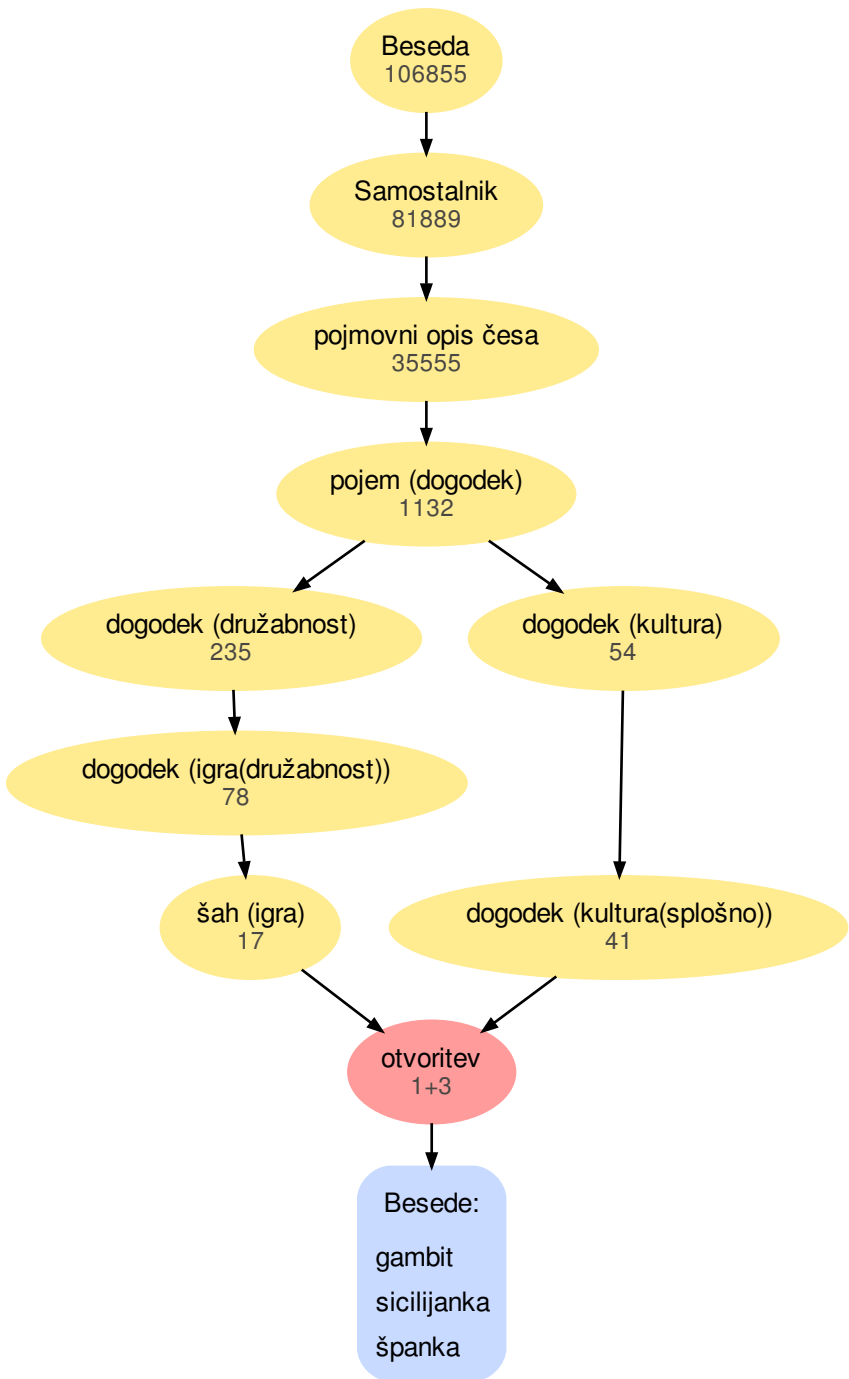 Beseda
106855
Samostalnik
81889
pojmovni opis česa
35555
pojem (dogodek)
1132
dogodek (družabnost)
235
dogodek (kultura)
54
dogodek (igra(družabnost))
78
šah (igra)
17
dogodek (kultura(splošno))
41
otvoritev
1+3
Besede:
gambit
sicilijanka
španka